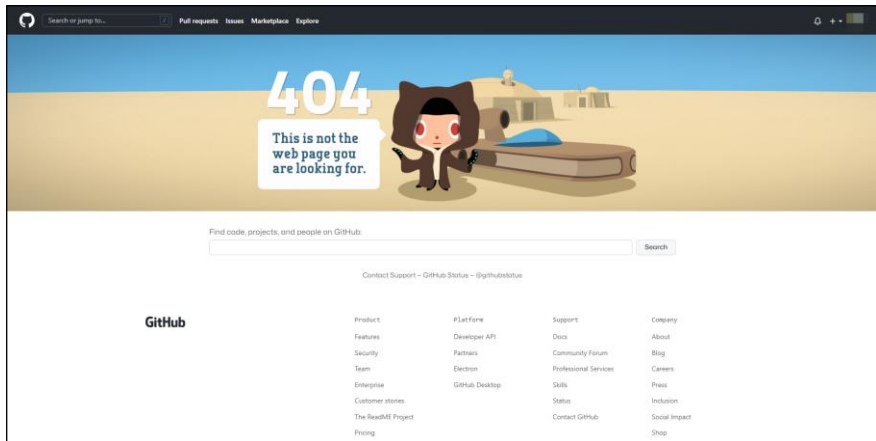 Search or jump to...
/
Pull requests Issues Marketplace Explore
404
This is not the
web page you
are looking for.
Find code, projects, and people on GitHub:
Search
Contact Support — GitHub Status — @githubstatus
GitHub
Product
Features
Security
Team
Enterprise
Customer stories
The ReadME Project
Pricing
Platform
Developer API
Partners
Electron
GitHub Desktop
Support
Docs
Community Forum
Professional Services
Skills
Status
Contact GitHub
Company
About
Blog
Careers
Press
Inclusion
Social Impact
Shop